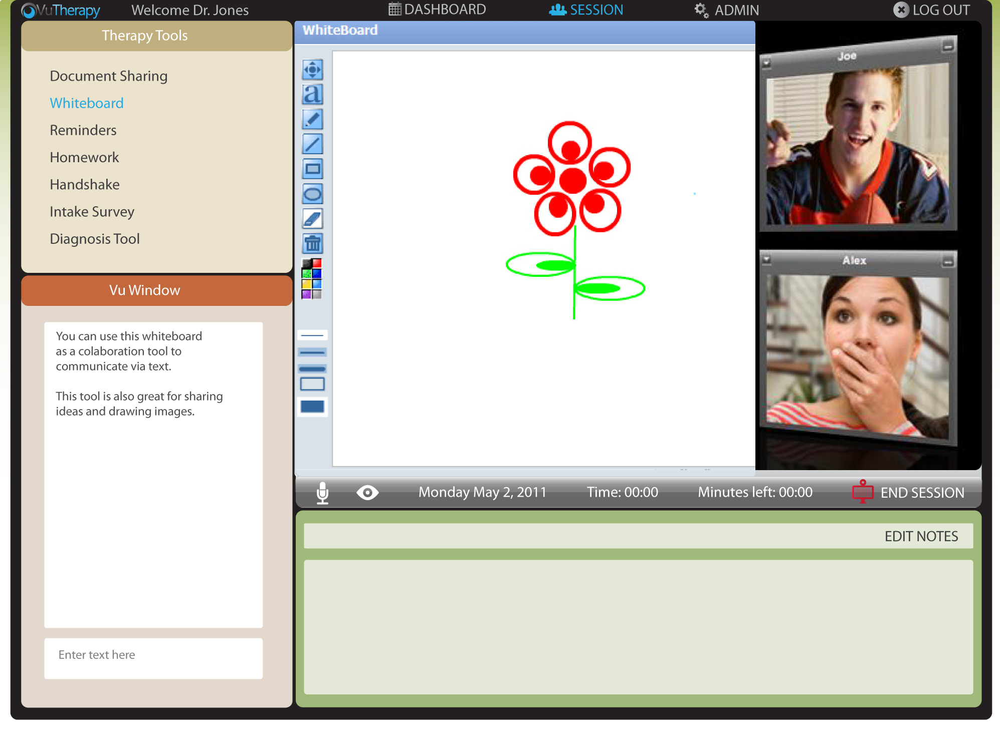 VuTherapy
Welcome Dr. Jones
DASHBOARD
SESSION
ADMIN
LOG OUT
Therapy Tools
Document Sharing
Whiteboard
Reminders
Homework
Handshake
Intake Survey
Diagnosis Tool
Vu Window
You can use this whiteboard
as a colaboration tool to
communicate via text.
This tool is also great for sharing
ideas and drawing images.
Enter text here
WhiteBoard
a
Joe
Alex
Monday May 2, 2011
Time: 00:00
Minutes left: 00:00
END SESSION
EDIT NOTES